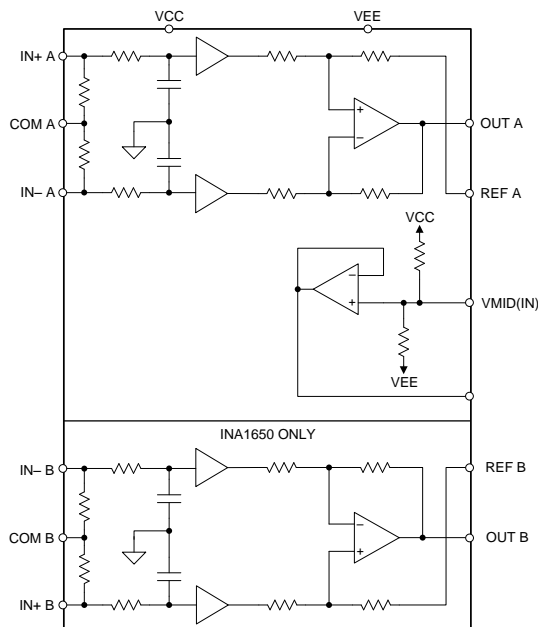 VCC
VEE
IN+ A
COM A
OUT A
IN– A
REF A
VCC
VMID(IN)
VEE
INA1650 ONLY
IN– B
REF B
COM B
OUT B
IN+ B
+
–
–
+
–
+